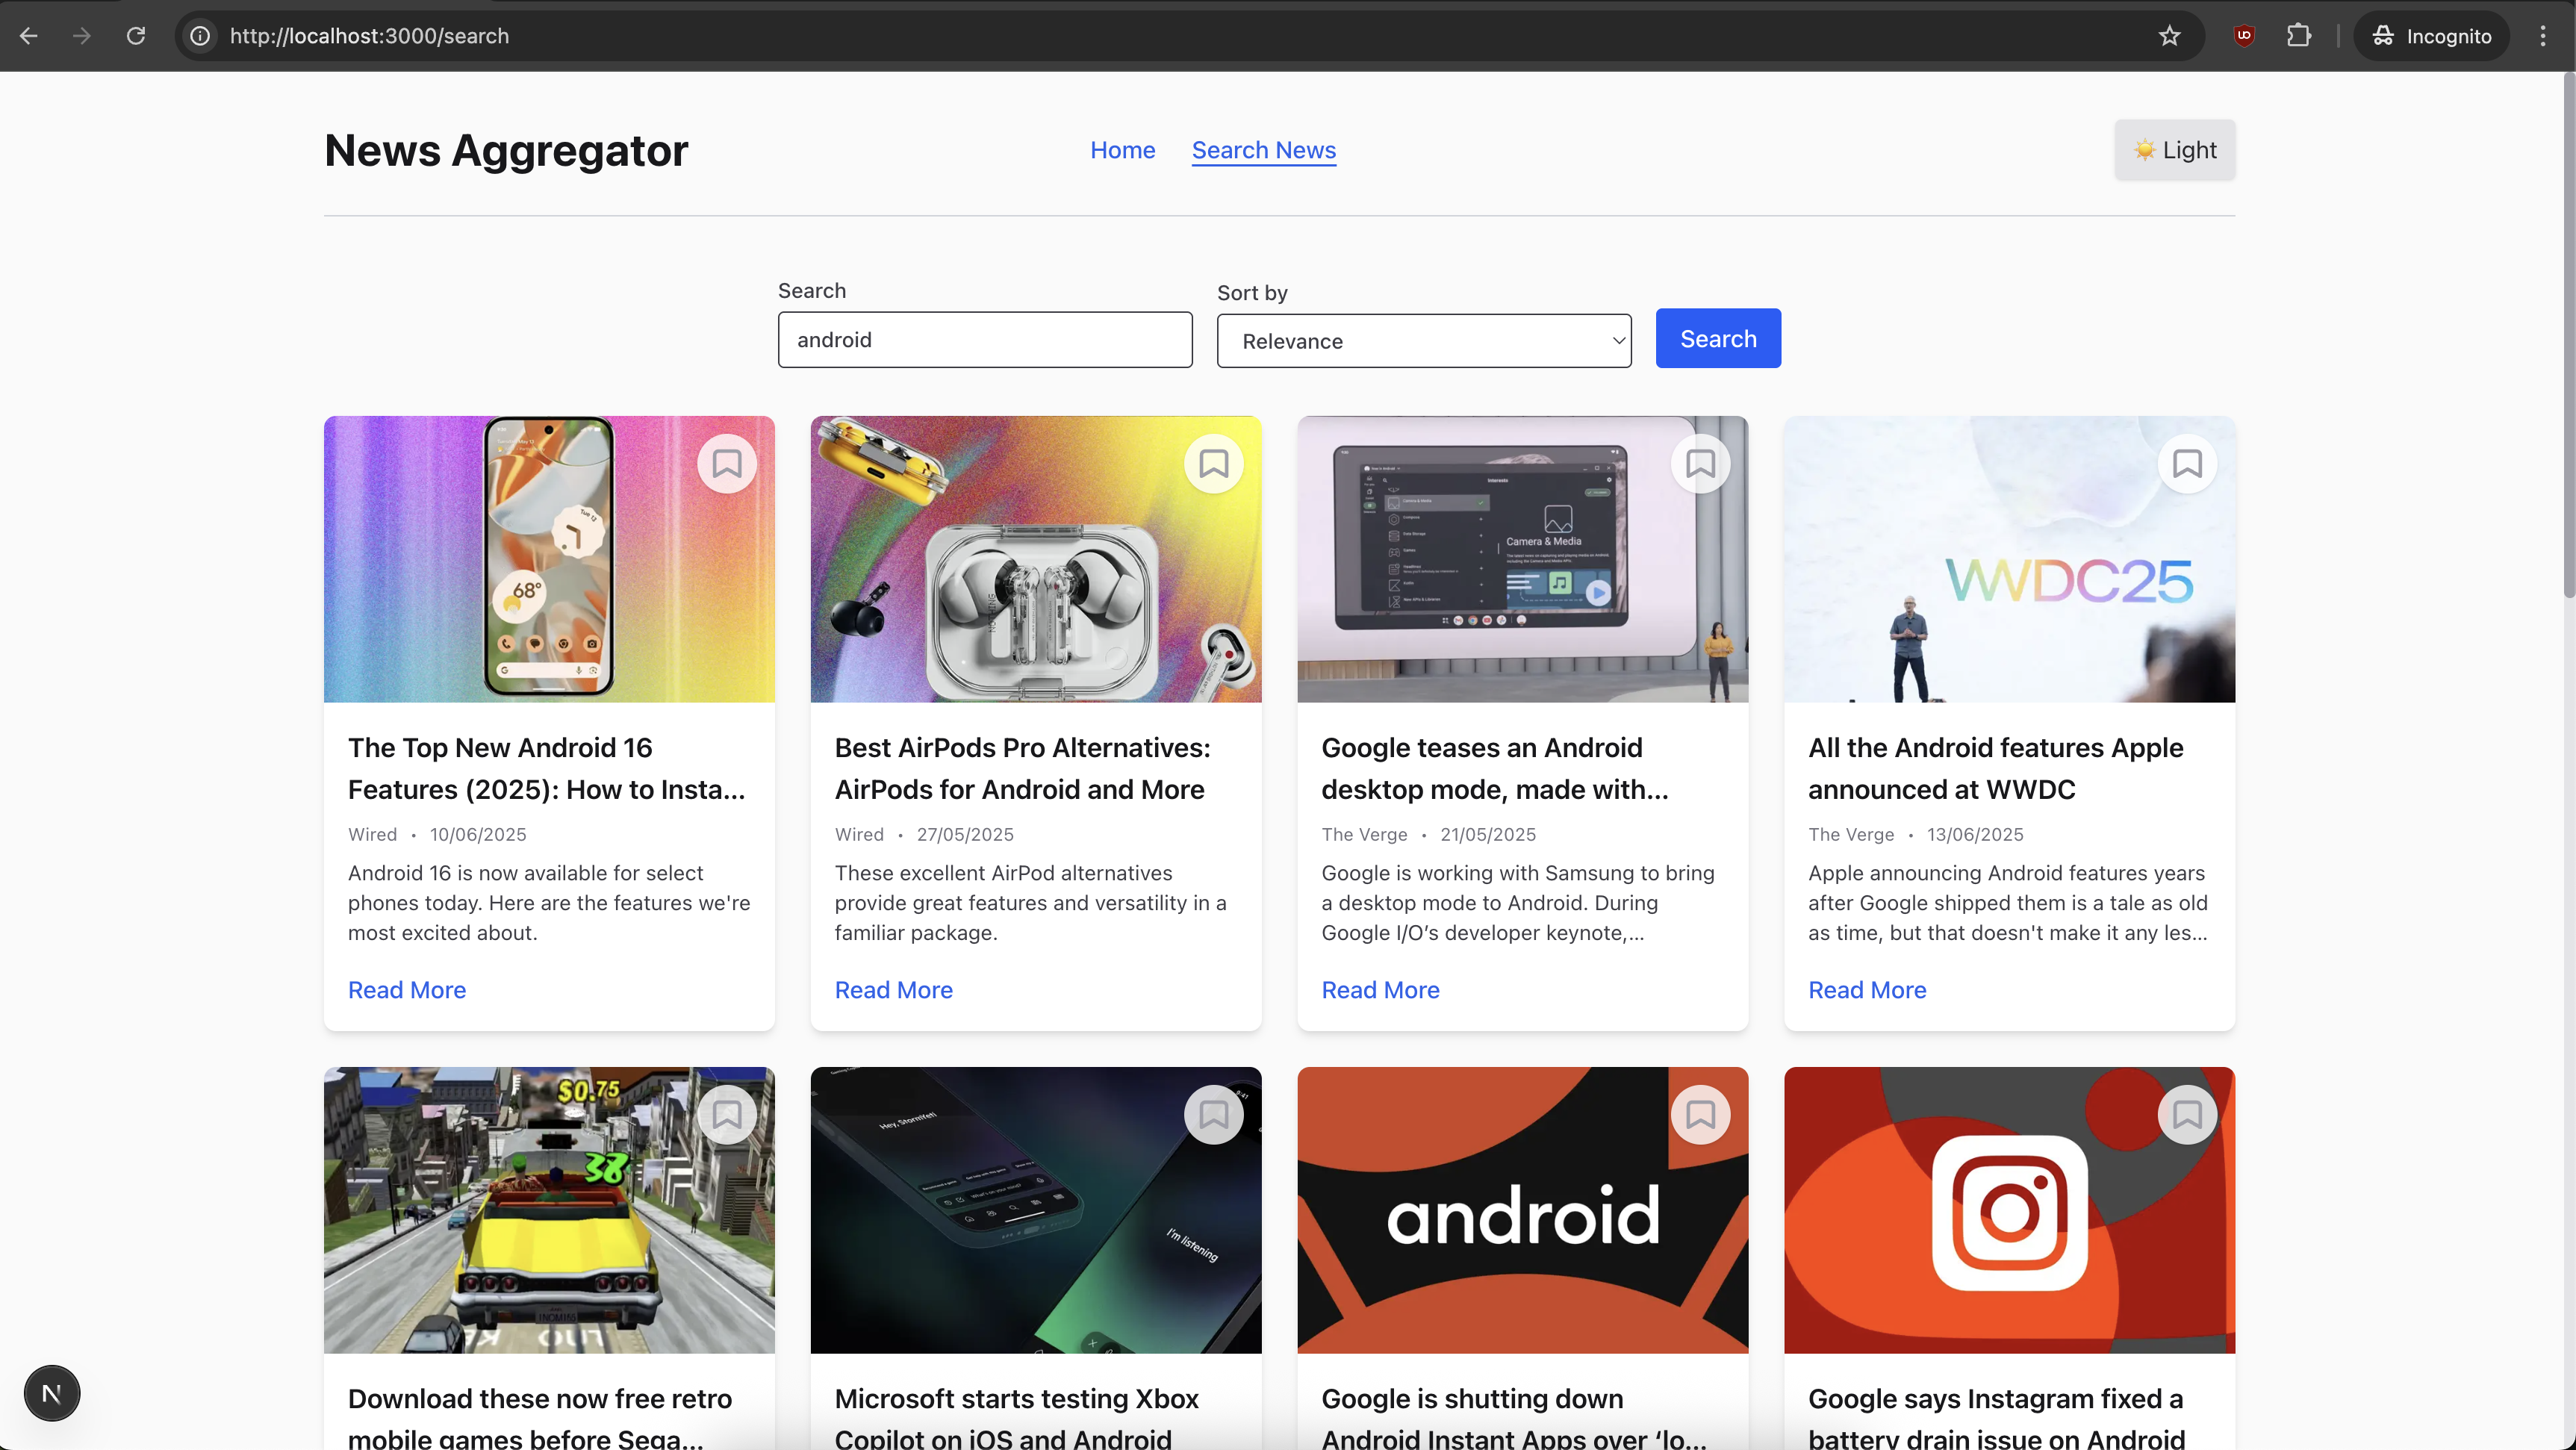 http://localhost:3000/search
Incognito
News Aggregator
Home
Search News
☀️ Light
Search
Sort by
android
Relevance
Search
68°
Interests
Camera & Media
Camera & Media
WWDC25
The Top New Android 16
Features (2025): How to Insta...
Wired • 10/06/2025
Android 16 is now available for select
phones today. Here are the features we're
most excited about.
Read More
Best AirPods Pro Alternatives:
AirPods for Android and More
Wired • 27/05/2025
These excellent AirPod alternatives
provide great features and versatility in a
familiar package.
Read More
Google teases an Android
desktop mode, made with...
The Verge • 21/05/2025
Google is working with Samsung to bring
a desktop mode to Android. During
Google I/O’s developer keynote,...
Read More
All the Android features Apple
announced at WWDC
The Verge • 13/06/2025
Apple announcing Android features years
after Google shipped them is a tale as old
as time, but that doesn't make it any les...
Read More
$0.75
38
Hey, Stormfeti
What's on your mind?
I'm listening
android
Download these now free retro
mobile games before Sega...
Microsoft starts testing Xbox
Copilot on iOS and Android
Google is shutting down
Android Instant Apps over ‘lo...
Google says Instagram fixed a
battery drain issue on Android
N